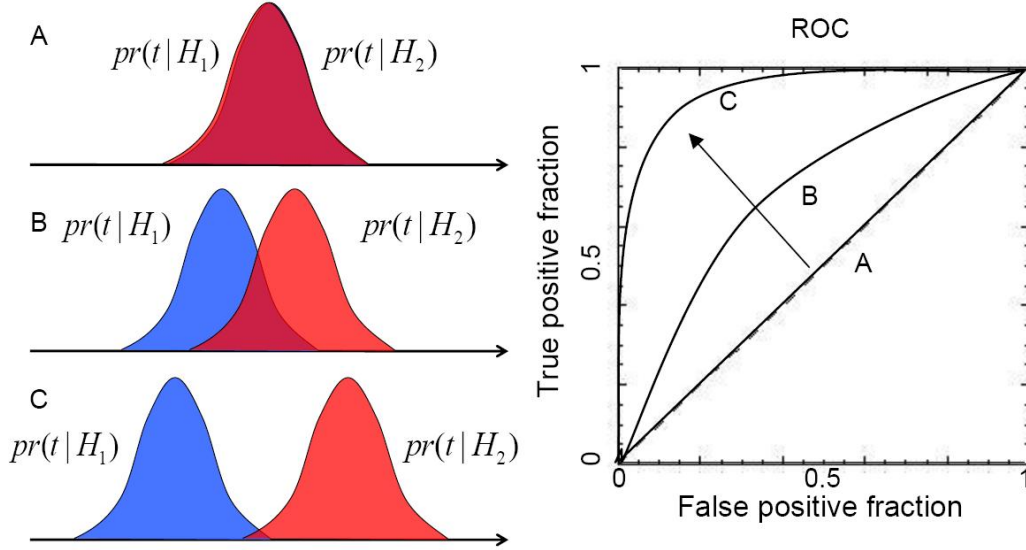 A
pr(t | H₁) pr(t | H₂)
B
pr(t | H₁) pr(t | H₂)
C
pr(t | H₁) pr(t | H₂)
ROC
True positive fraction
1
0.5
0
C
B
A
0 0.5 1
False positive fraction